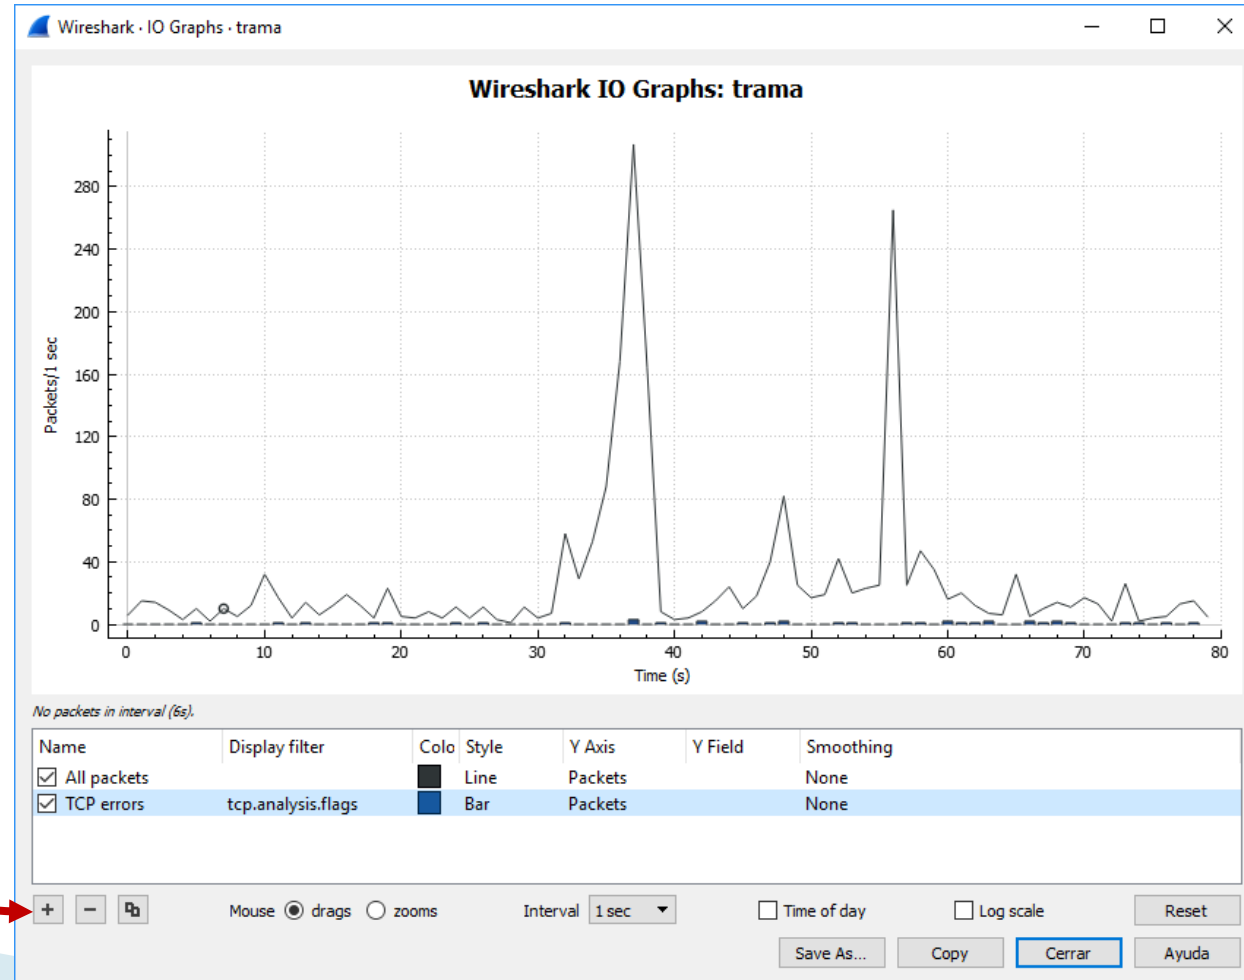 Wireshark · IO Graphs · trama
Wireshark IO Graphs: trama
280
240
200
160
120
80
40
0
Packets/1 sec
0 10 20 30 40 50 60 70 80
Time (s)
No packets in interval (6s).
Name Display filter Colo Style Y Axis Y Field Smoothing
All packets Line Packets None
TCP errors tcp.analysis.flags Bar Packets None
+ −
Mouse drags zooms Interval 1 sec Time of day Log scale Reset
Save As... Copy Cerrar Ayuda